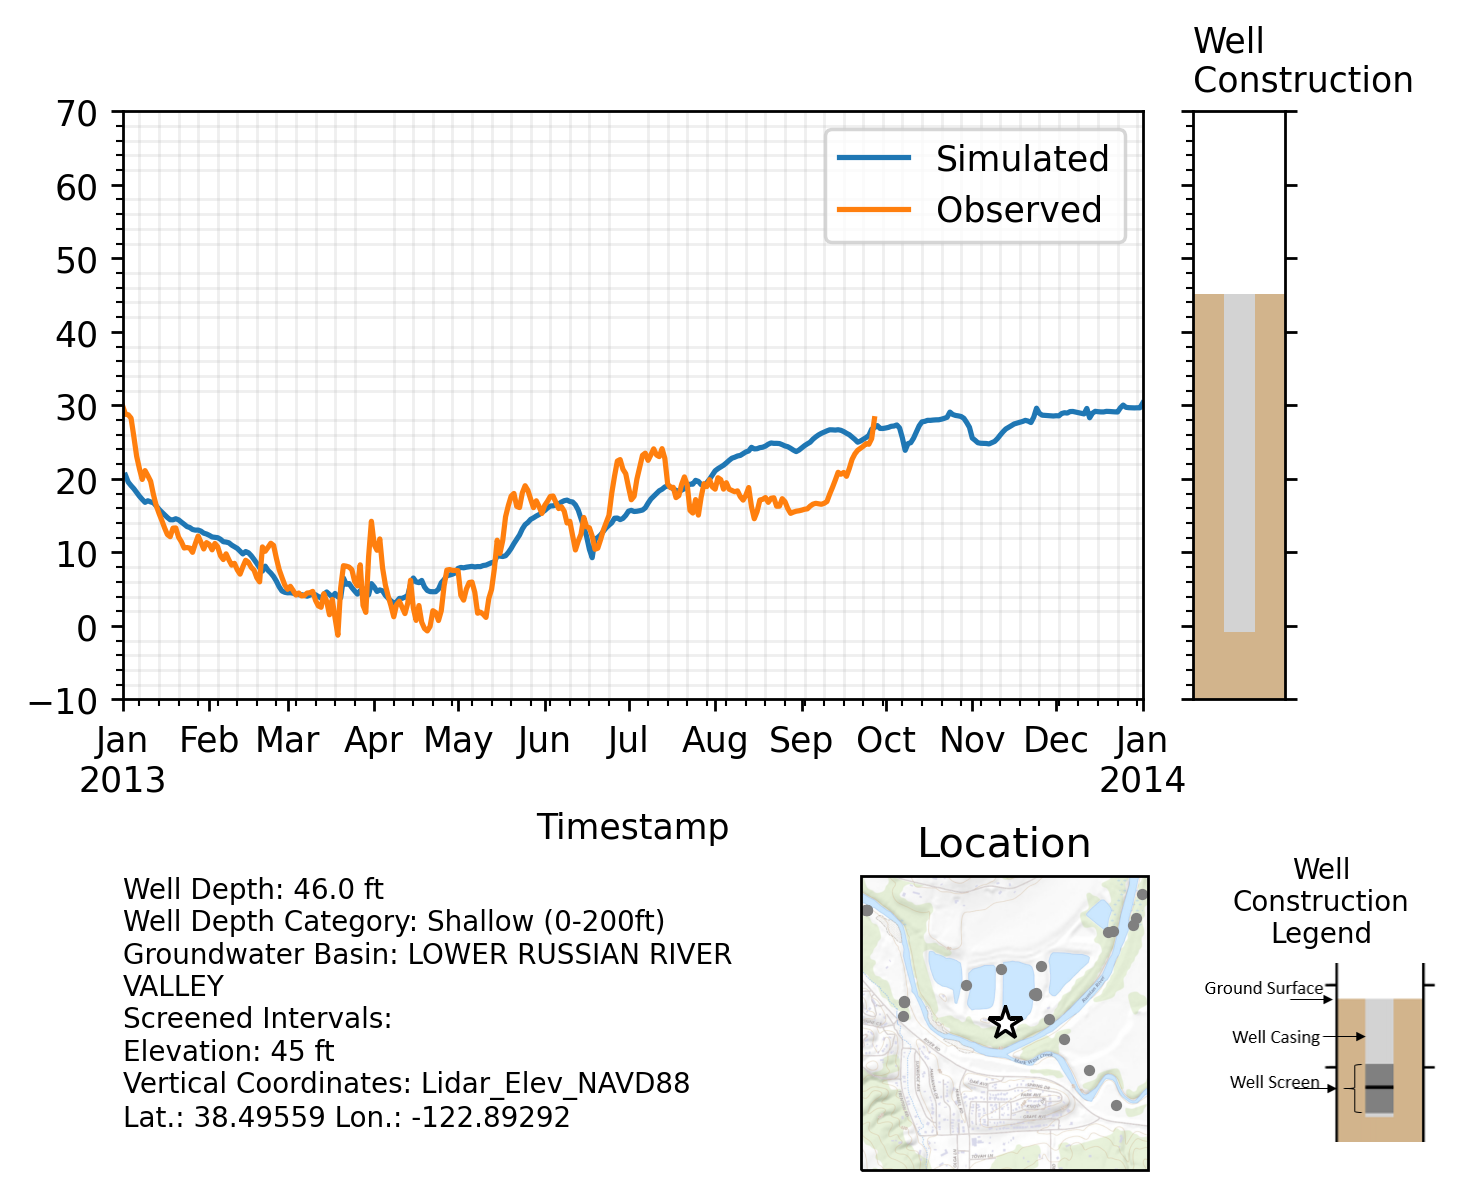 Well
Construction
70
60
50
40
30
20
10
0
−10
Simulated
Observed
Jan
2013
Feb
Mar
Apr
May
Jun
Jul
Aug
Sep
Oct
Nov
Dec
Jan
2014
Timestamp
Well Depth: 46.0 ft
Well Depth Category: Shallow (0-200ft)
Groundwater Basin: LOWER RUSSIAN RIVER
VALLEY
Screened Intervals:
Elevation: 45 ft
Vertical Coordinates: Lidar_Elev_NAVD88
Lat.: 38.49559 Lon.: -122.89292
Location
Well
Construction
Legend
Ground Surface
Well Casing
Well Screen